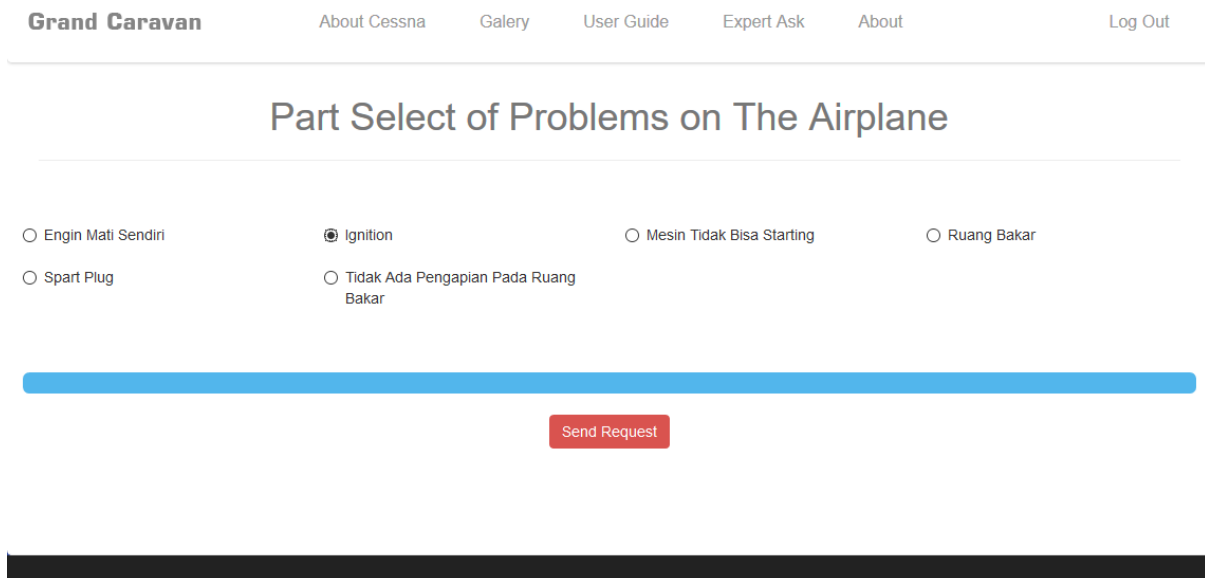 Grand Caravan About Cessna Galery User Guide Expert Ask About Log Out
Part Select of Problems on The Airplane
Engin Mati Sendiri Ignition Mesin Tidak Bisa Starting Ruang Bakar
Spart Plug Tidak Ada Pengapian Pada Ruang
Bakar
Send Request